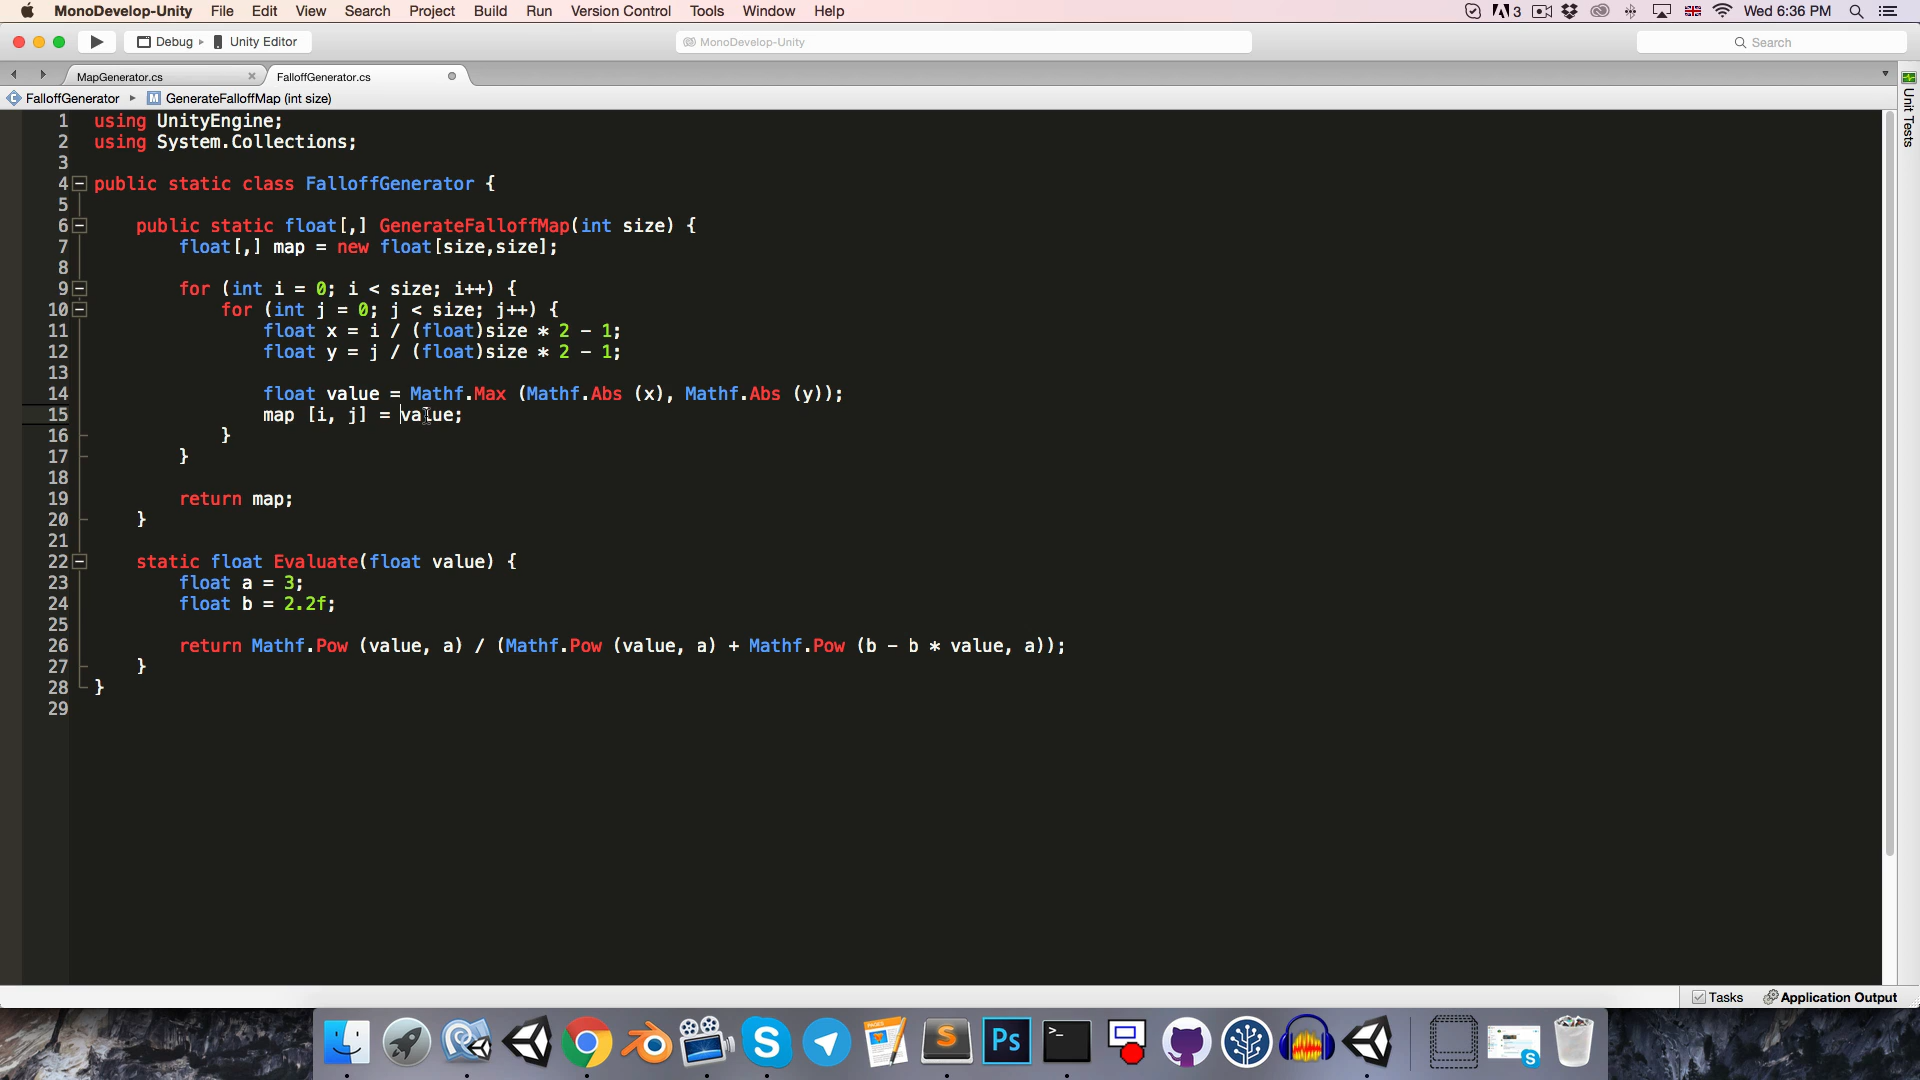 MonoDevelop-Unity File Edit View Search Project Build Run Version Control Tools Window Help 3 Wed 6:36 PM
Debug Unity Editor MonoDevelop-Unity Search
MapGenerator.cs FalloffGenerator.cs
FalloffGenerator M GenerateFalloffMap (int size)
Unit Tests
1 using UnityEngine;
2 using System.Collections;
3
4 public static class FalloffGenerator {
5
6 public static float[,] GenerateFalloffMap(int size) {
7 float[,] map = new float[size,size];
8
9 for (int i = 0; i < size; i++) {
10 for (int j = 0; j < size; j++) {
11 float x = i / (float)size * 2 - 1;
12 float y = j / (float)size * 2 - 1;
13
14 float value = Mathf.Max (Mathf.Abs (x), Mathf.Abs (y));
15 map [i, j] = value;
16 }
17 }
18
19 return map;
20 }
21
22 static float Evaluate(float value) {
23 float a = 3;
24 float b = 2.2f;
25
26 return Mathf.Pow (value, a) / (Mathf.Pow (value, a) + Mathf.Pow (b - b * value, a));
27 }
28 }
29
Tasks Application Output
S S Ps >_ S